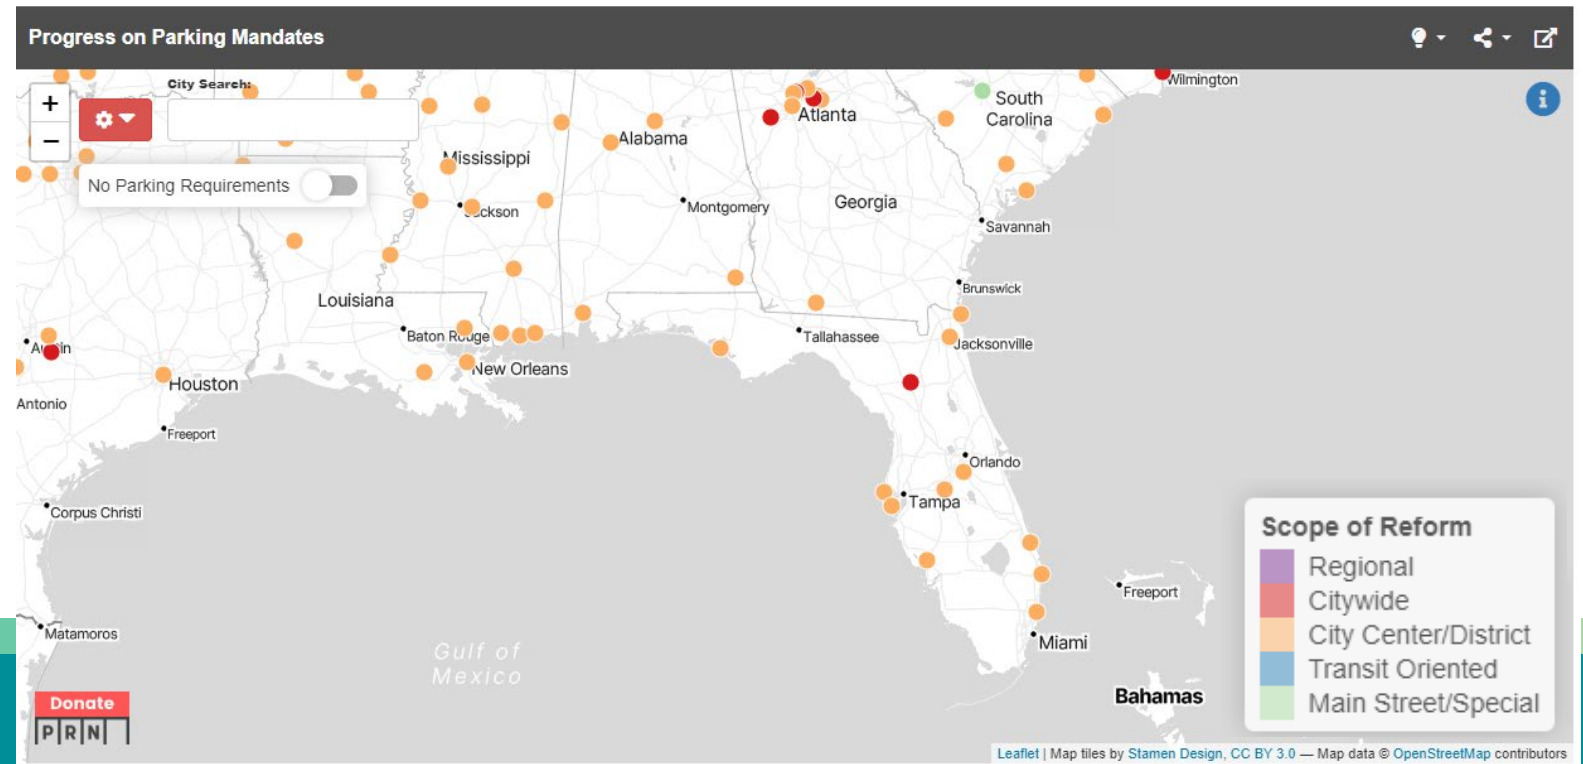 Progress on Parking Mandates
City Search:
+
−
No Parking Requirements
Wilmington
South
Carolina
Atlanta
Alabama
Mississippi
Georgia
Montgomery
Savannah
Brunswick
Louisiana
Baton Rouge
New Orleans
Tallahassee
Jacksonville
Houston
Antonio
Freeport
Orlando
Tampa
Corpus Christi
Matamoros
Gulf of
Mexico
Freeport
Miami
Bahamas
Scope of Reform
Regional
Citywide
City Center/District
Transit Oriented
Main Street/Special
i
Donate
PRN
Leaflet | Map tiles by Stamen Design, CC BY 3.0 — Map data © OpenStreetMap contributors